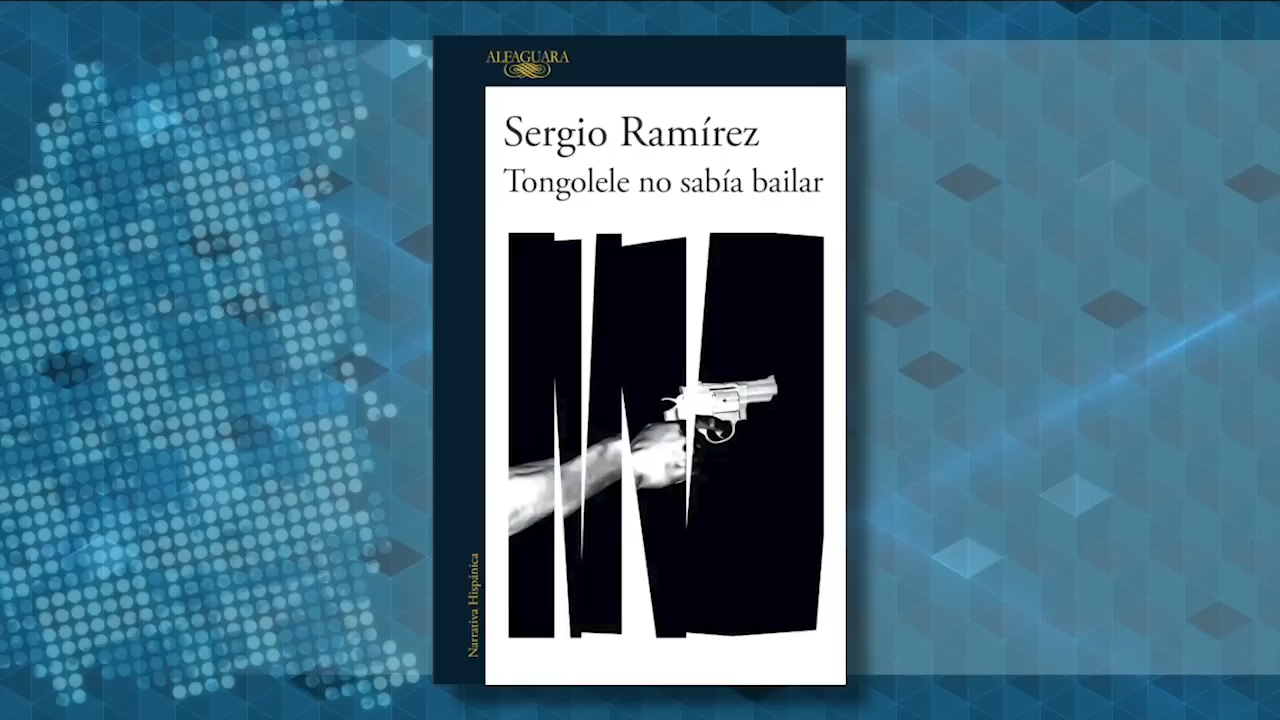 ALFAGUARA
Sergio Ramírez
Tongolele no sabía bailar
Narrativa Hispánica